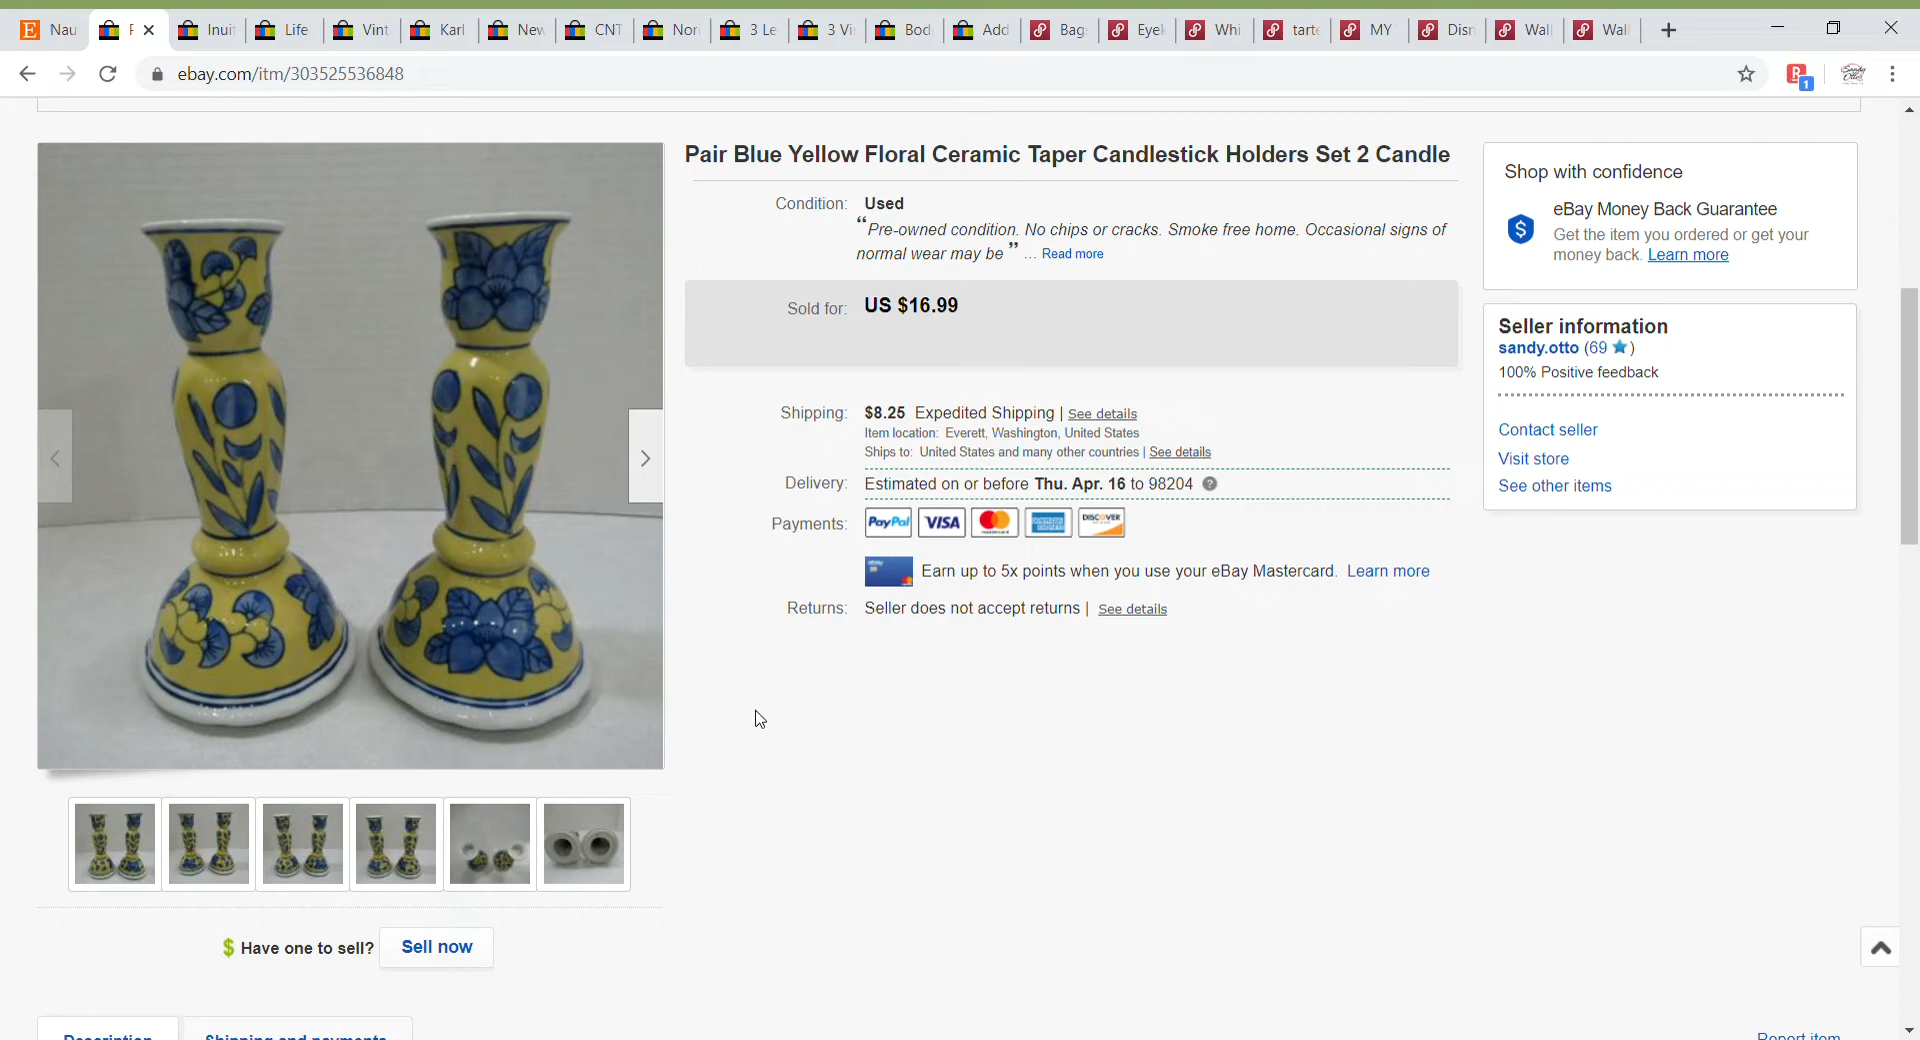 Nau
F
Inuit
Life
Vint
Karl
New
CNT
Nori
3 Le
3 Vi
Bod
Add
Bag
Eyel
Whi
tarte
MY
Disn
Wall
Wall
ebay.com/itm/303525536848
1
Pair Blue Yellow Floral Ceramic Taper Candlestick Holders Set 2 Candle
Condition: Used
“Pre-owned condition. No chips or cracks. Smoke free home. Occasional signs of
normal wear may be ” ... Read more
Sold for: US $16.99
Shipping: $8.25 Expedited Shipping | See details
Item location: Everett, Washington, United States
Ships to: United States and many other countries | See details
Delivery: Estimated on or before Thu. Apr. 16 to 98204
Payments: PayPal VISA DISCOVER
Earn up to 5x points when you use your eBay Mastercard. Learn more
Returns: Seller does not accept returns | See details
Shop with confidence
eBay Money Back Guarantee
Get the item you ordered or get your
money back. Learn more
Seller information
sandy.otto (69 )
100% Positive feedback
Contact seller
Visit store
See other items
$ Have one to sell? Sell now
Description
Shipping and payments
Report item